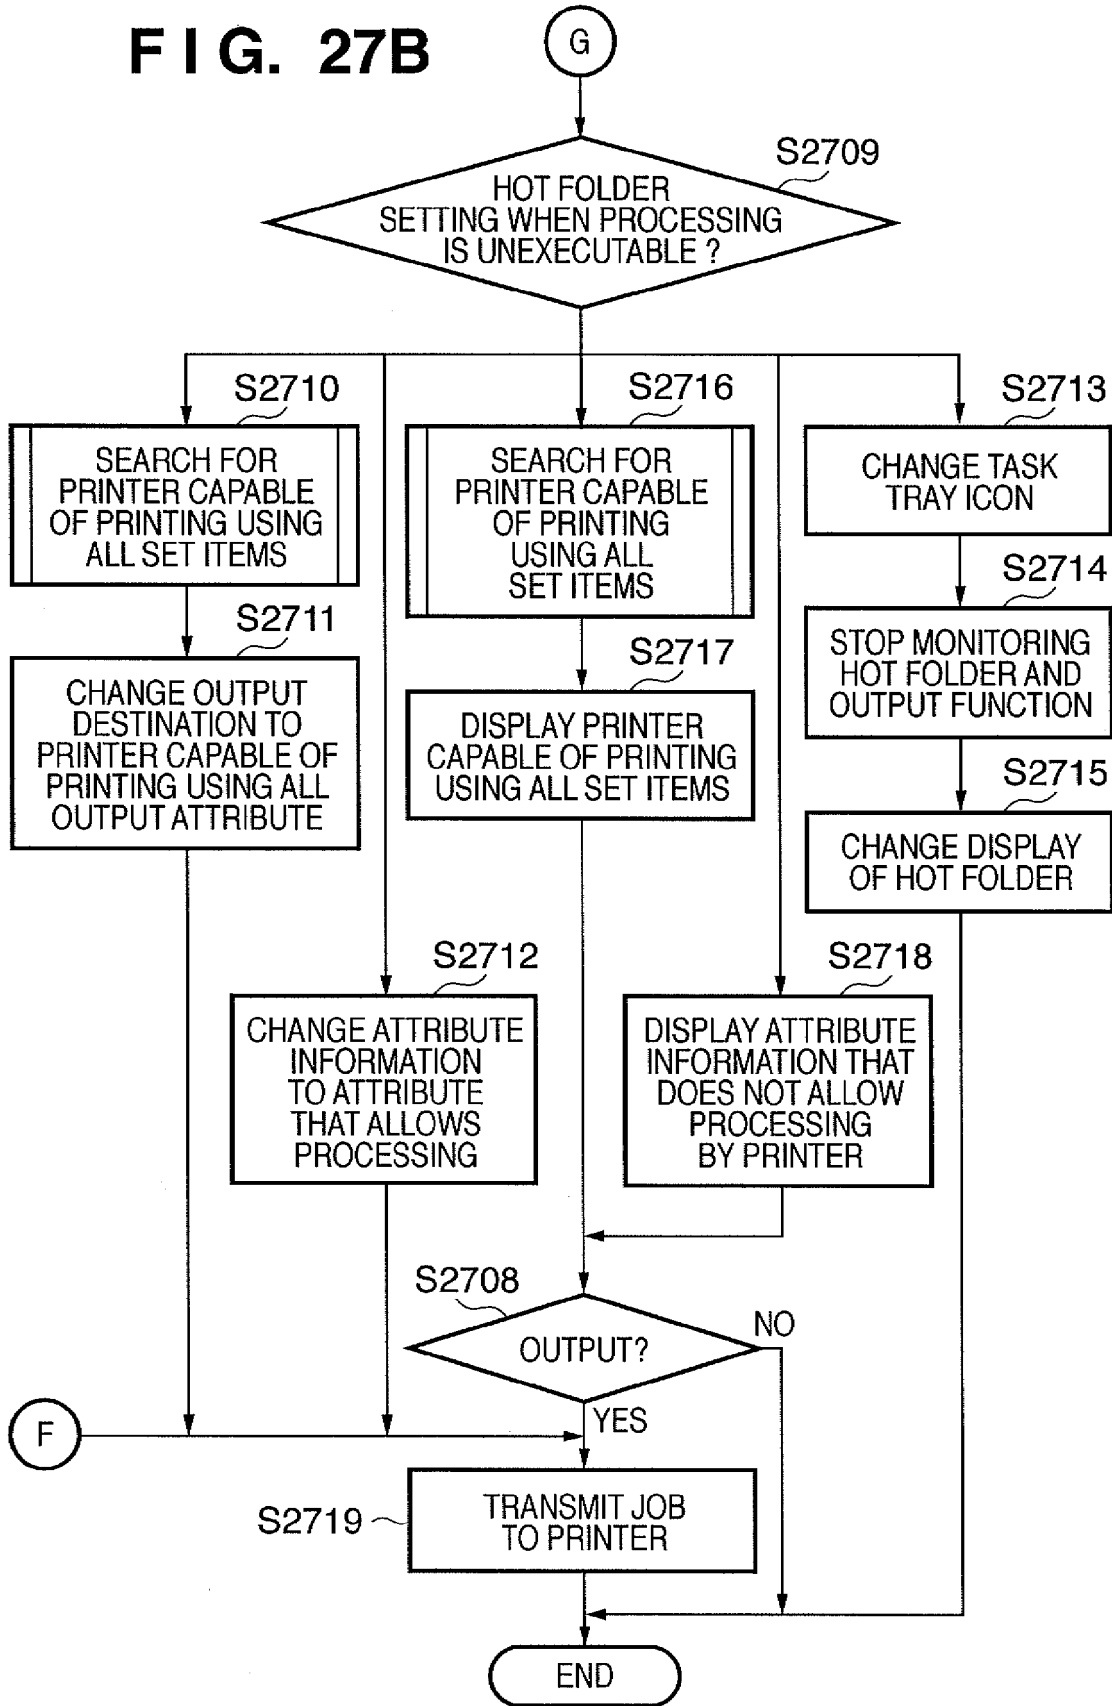 FIG. 27B
G
S2709
HOT FOLDER
SETTING WHEN PROCESSING
IS UNEXECUTABLE ?
S2710
SEARCH FOR
PRINTER CAPABLE
OF PRINTING USING
ALL SET ITEMS
S2716
SEARCH FOR
PRINTER CAPABLE
OF PRINTING
USING ALL
SET ITEMS
S2713
CHANGE TASK
TRAY ICON
S2714
STOP MONITORING
HOT FOLDER AND
OUTPUT FUNCTION
S2711
CHANGE OUTPUT
DESTINATION TO
PRINTER CAPABLE OF
PRINTING USING ALL
OUTPUT ATTRIBUTE
S2717
DISPLAY PRINTER
CAPABLE OF PRINTING
USING ALL SET ITEMS
S2715
CHANGE DISPLAY
OF HOT FOLDER
S2712
CHANGE ATTRIBUTE
INFORMATION
TO ATTRIBUTE
THAT ALLOWS
PROCESSING
S2718
DISPLAY ATTRIBUTE
INFORMATION THAT
DOES NOT ALLOW
PROCESSING
BY PRINTER
S2708
OUTPUT?
NO
YES
F
S2719
TRANSMIT JOB
TO PRINTER
END